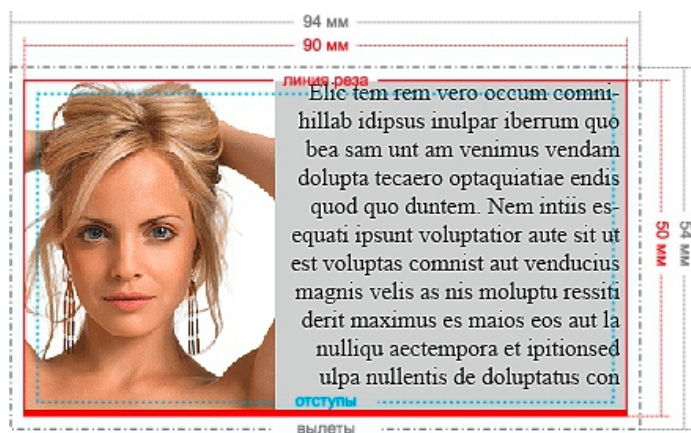 94 мм
90 мм
линия реза
Elic tem rem vero occum comni-
hillab idipsus inulpar iberrum quo
bea sam unt am venimus vendam
dolupta tecaero optaquiatiae endis
quod quo duntem. Nem intiis es-
equati ipsunt voluptatior aute sit ut
est voluptas comnist aut venducius
magnis velis as nis moluptu ressiti
derit maximus es maios eos aut la
nulliqu aectempora et ipitionsed
ulpa nullentis de doluptatus con
50 мм
54 мм
отступы
вылеты